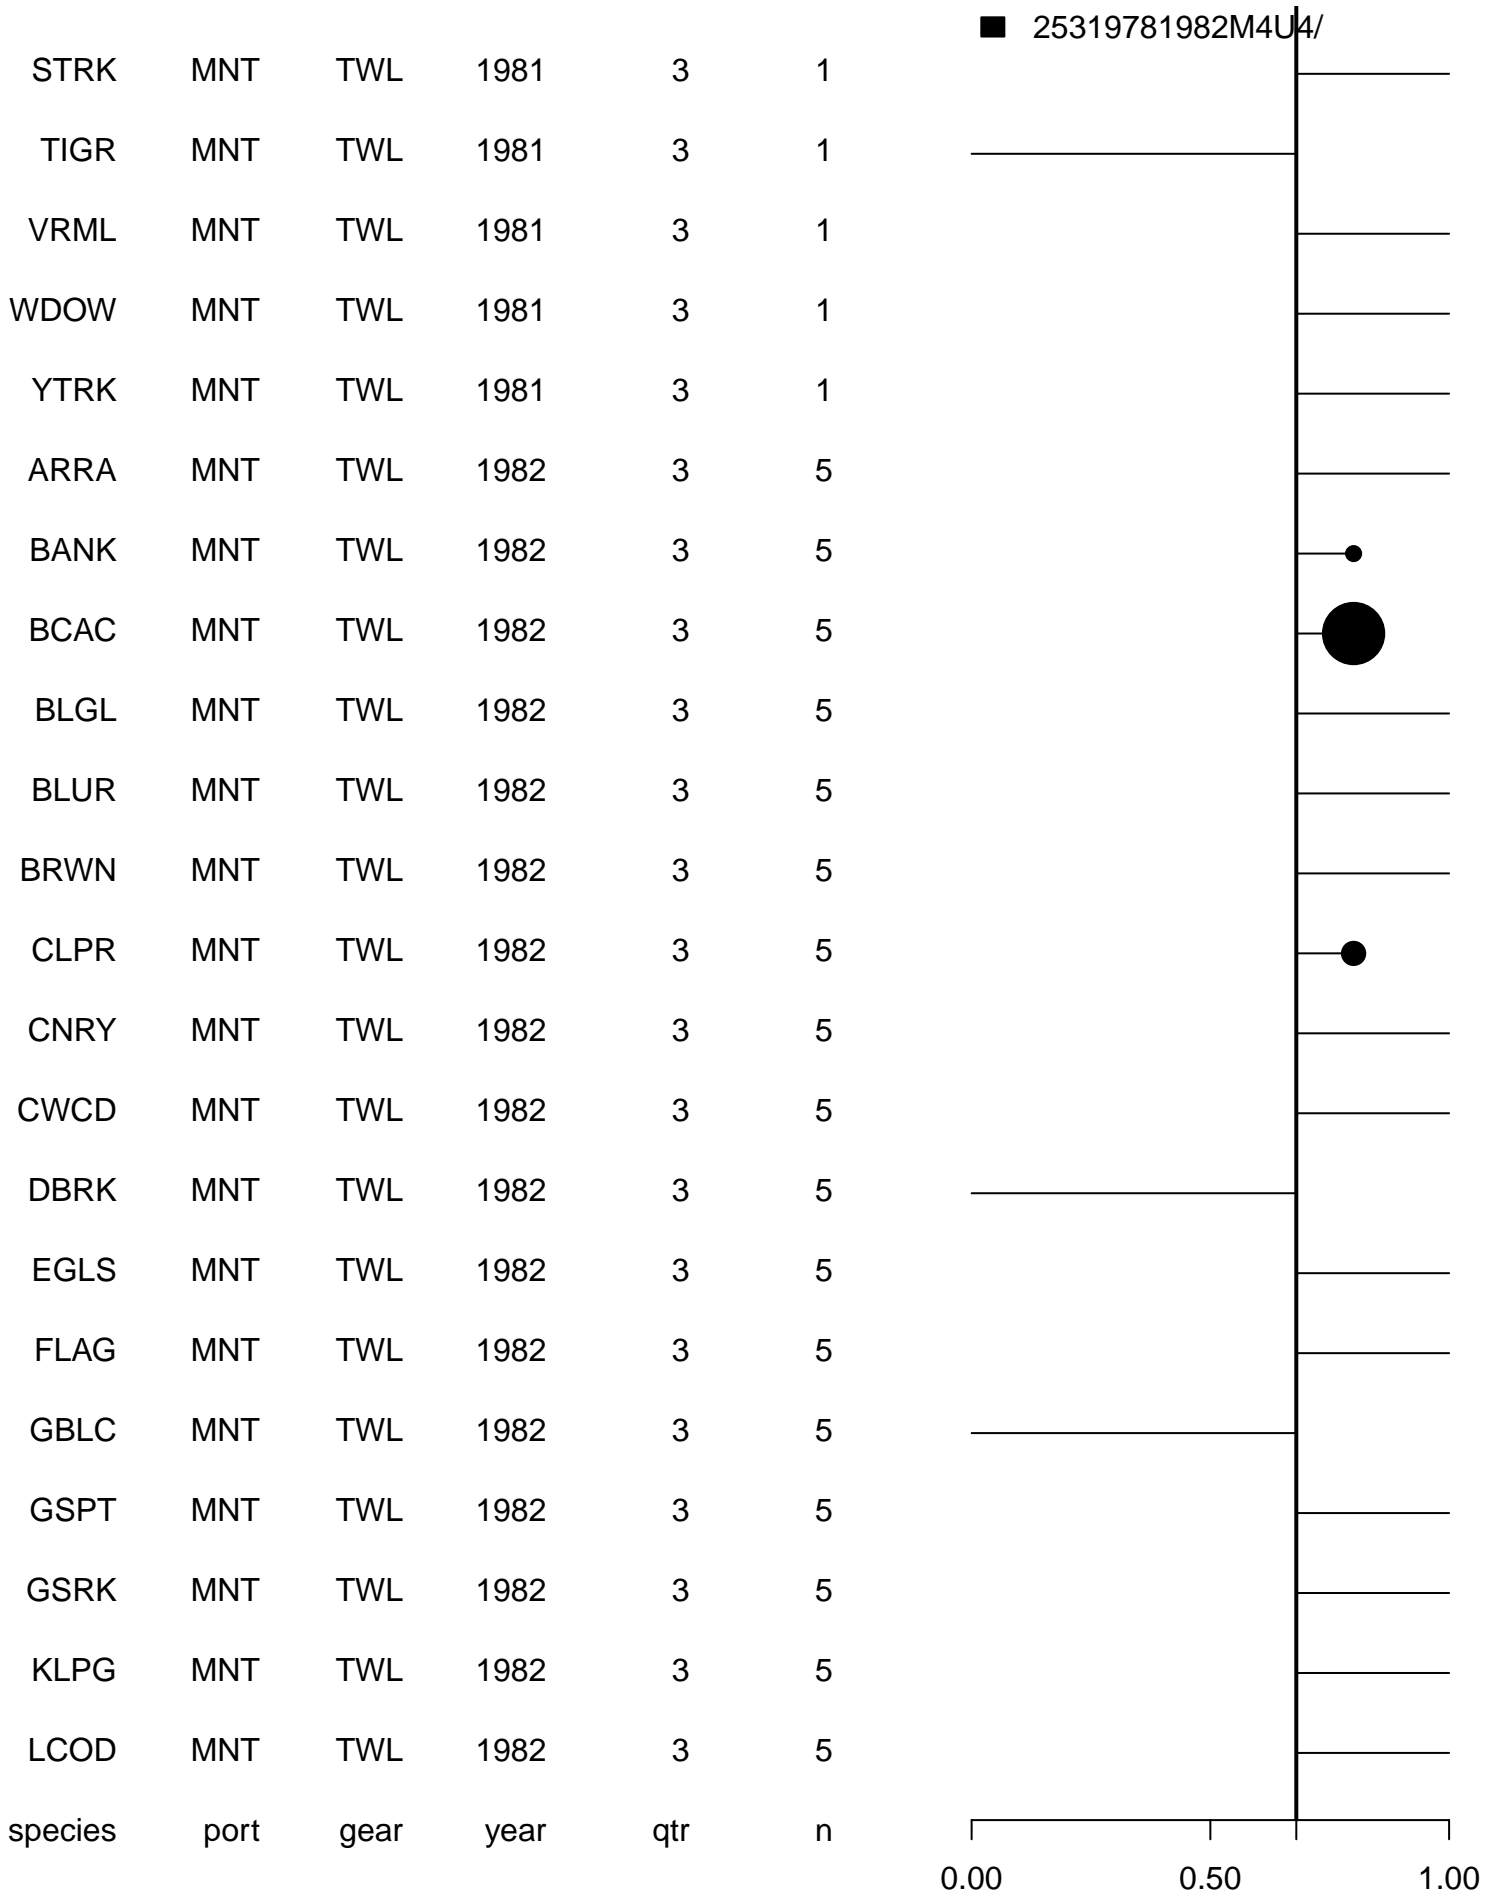 25319781982M4U4/
STRK MNT TWL 1981 3 1
TIGR MNT TWL 1981 3 1
VRML MNT TWL 1981 3 1
WDOW MNT TWL 1981 3 1
YTRK MNT TWL 1981 3 1
ARRA MNT TWL 1982 3 5
BANK MNT TWL 1982 3 5
BCAC MNT TWL 1982 3 5
BLGL MNT TWL 1982 3 5
BLUR MNT TWL 1982 3 5
BRWN MNT TWL 1982 3 5
CLPR MNT TWL 1982 3 5
CNRY MNT TWL 1982 3 5
CWCD MNT TWL 1982 3 5
DBRK MNT TWL 1982 3 5
EGLS MNT TWL 1982 3 5
FLAG MNT TWL 1982 3 5
GBLC MNT TWL 1982 3 5
GSPT MNT TWL 1982 3 5
GSRK MNT TWL 1982 3 5
KLPG MNT TWL 1982 3 5
LCOD MNT TWL 1982 3 5
species port gear year qtr n
0.00 0.50 1.00